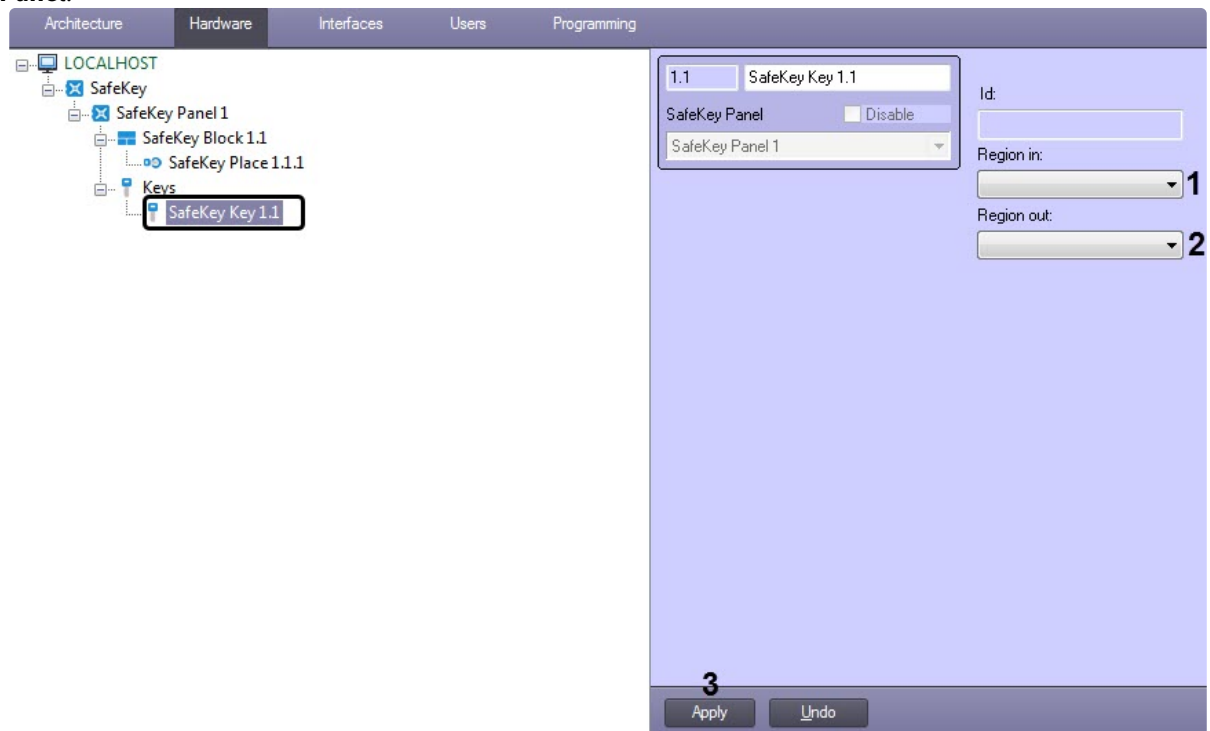 Architecture Hardware Interfaces Users Programming
LOCALHOST
SafeKey
SafeKey Panel 1
SafeKey Block 1.1
SafeKey Place 1.1.1
Keys
SafeKey Key 1.1
1.1 SafeKey Key 1.1
SafeKey Panel Disable
SafeKey Panel 1
Id:
Region in:
1
Region out:
2
3
Apply Undo